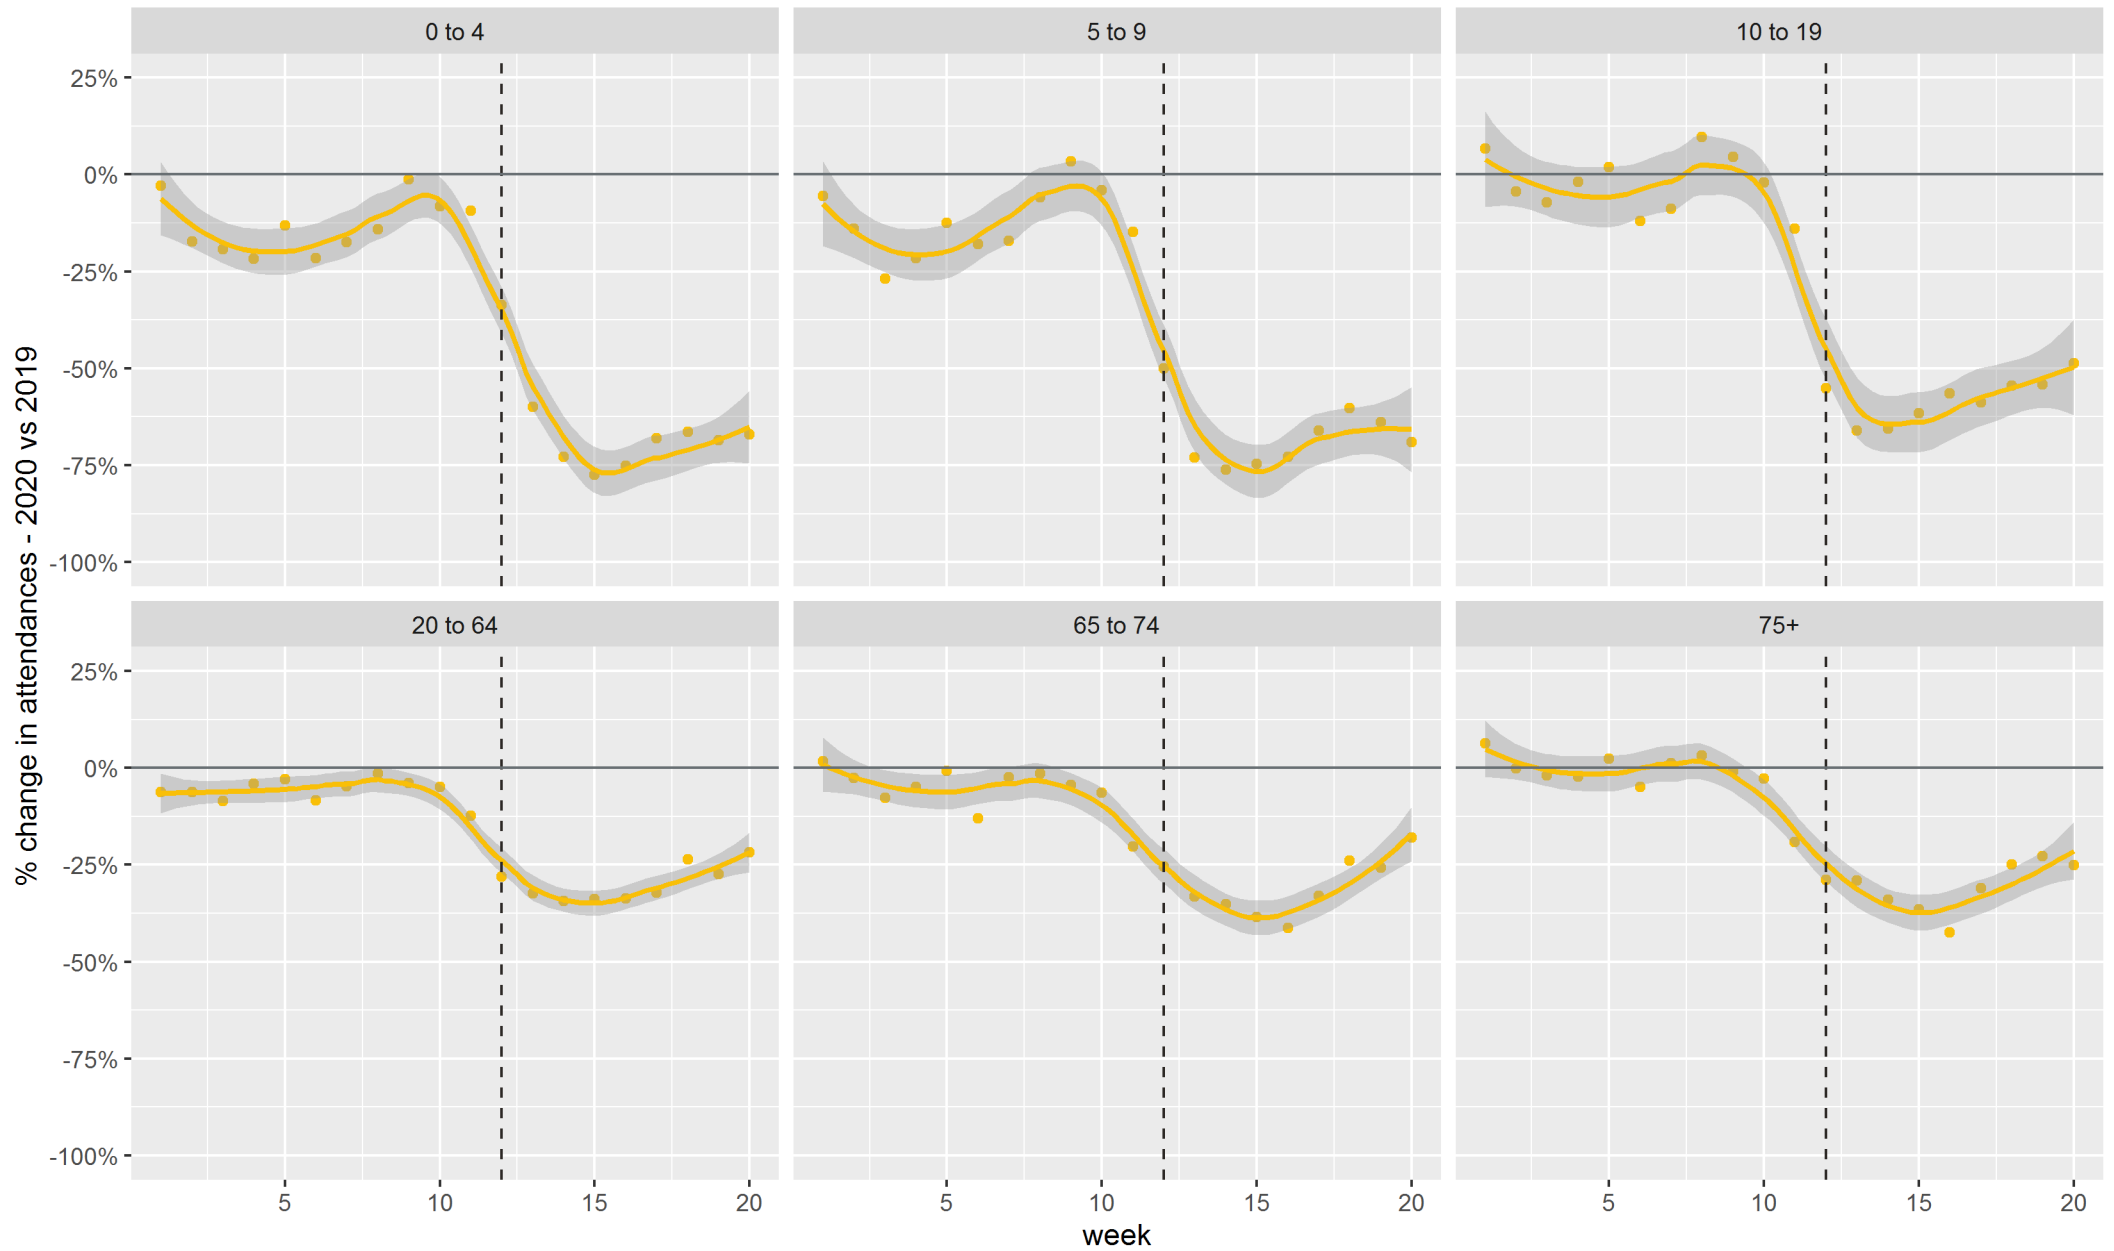 0 to 4
5 to 9
10 to 19
25%
0%
-25%
-50%
-75%
-100%
20 to 64
65 to 74
75+
25%
0%
-25%
-50%
-75%
-100%
5 10 15 20
5 10 15 20
5 10 15 20
week
% change in attendances - 2020 vs 2019